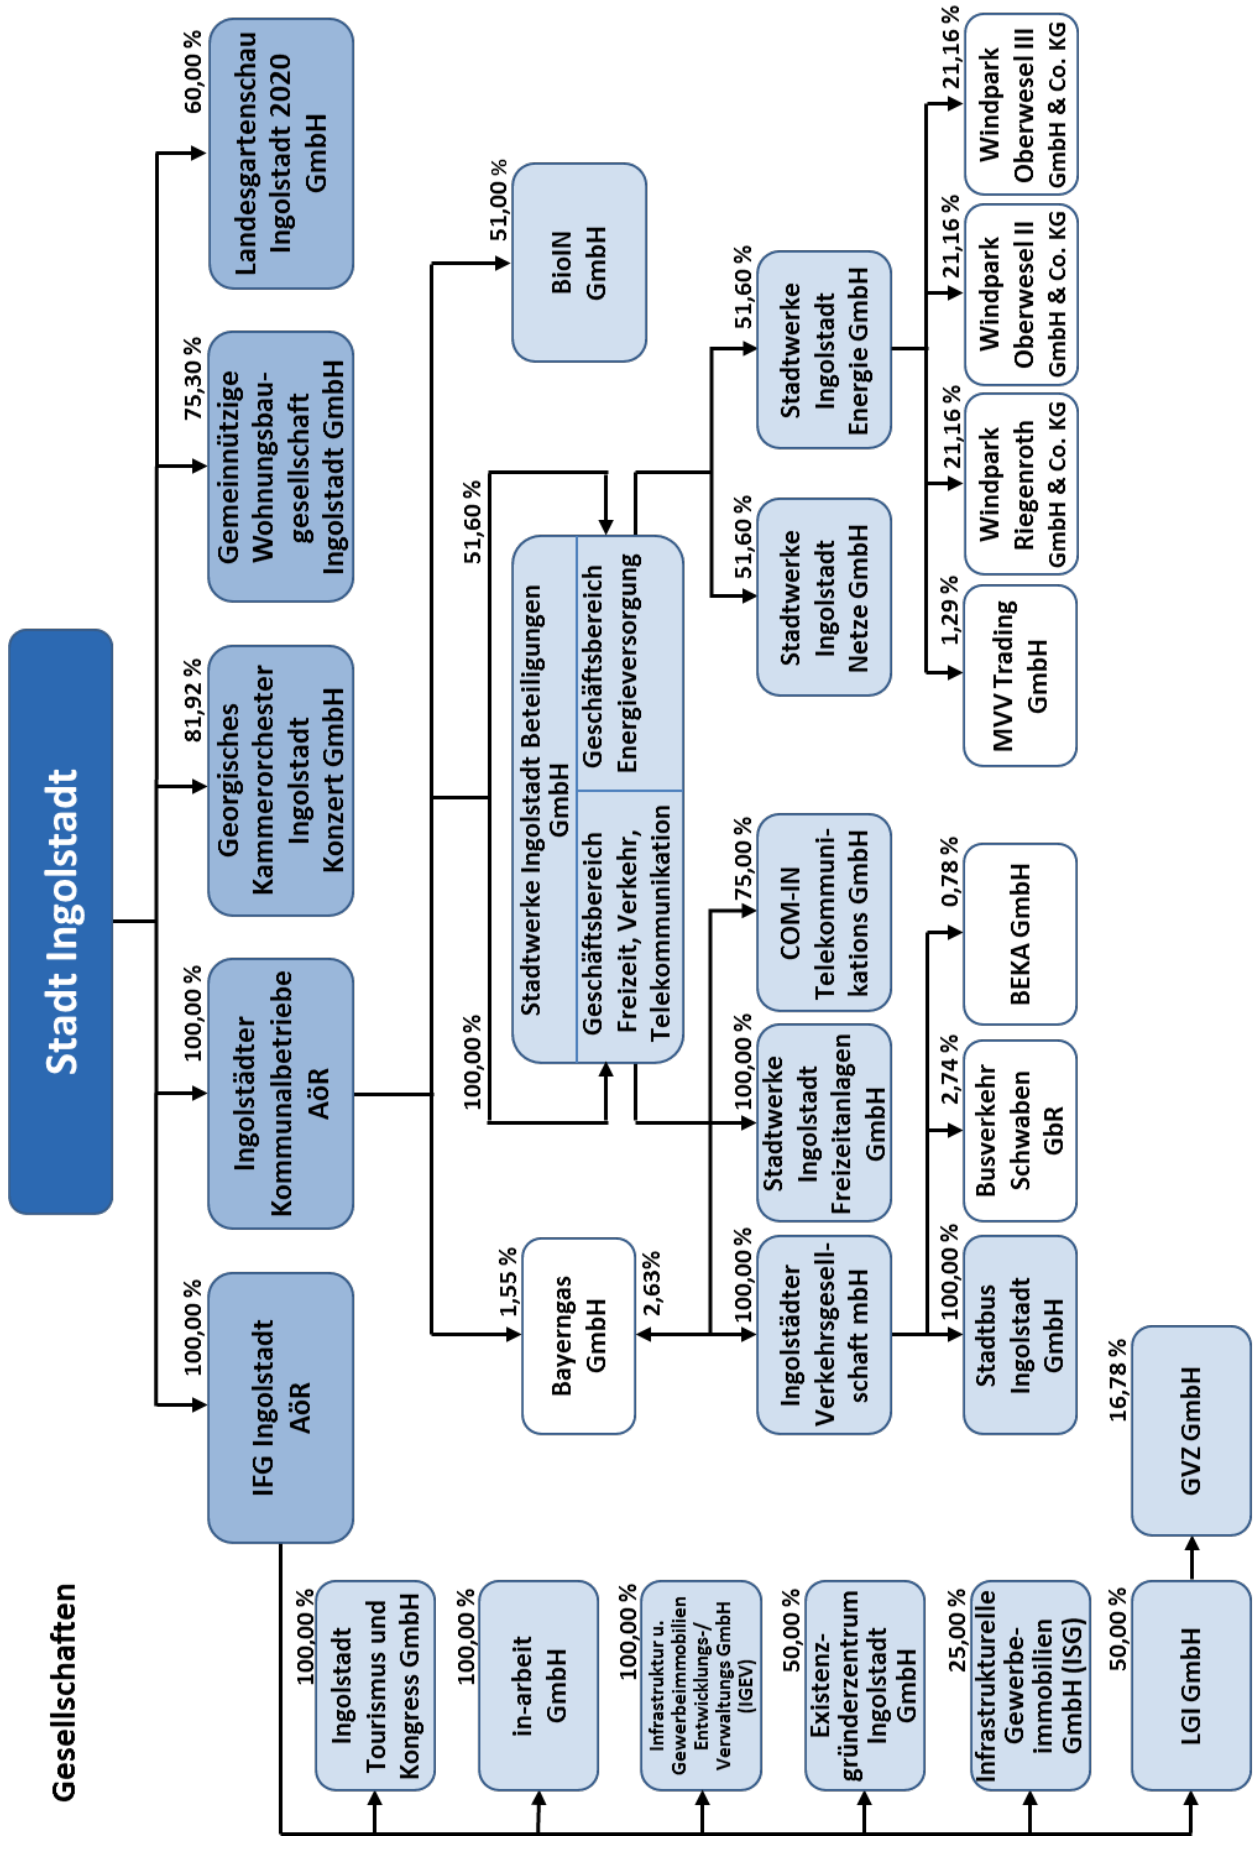 Gesellschaften
Stadt Ingolstadt
100,00 %
IFG Ingolstadt
AöR
100,00 %
Ingolstädter
Kommunalbetriebe
AöR
81,92 %
Georgisches
Kammerorchester
Ingolstadt
Konzert GmbH
75,30 %
Gemeinnützige
Wohnungsbau-
gesellschaft
Ingolstadt GmbH
60,00 %
Landesgartenschau
Ingolstadt 2020
GmbH
100,00 %
Ingolstadt
Tourismus und
Kongress GmbH
100,00 %
in-arbeit
GmbH
100,00 %
Infrastruktur u.
Gewerbeimmobilien
Entwicklungs-/
Verwaltungs GmbH
(IGEV)
50,00 %
Existenz-
gründerzentrum
Ingolstadt
GmbH
25,00 %
Infrastrukturelle
Gewerbe-
immobilien
GmbH (ISG)
50,00 %
LGI GmbH
16,78 %
GVZ GmbH
1,55 %
Bayerngas
GmbH
2,63%
100,00 %
51,60 %
Stadtwerke Ingolstadt Beteiligungen
GmbH
Geschäftsbereich
Freizeit, Verkehr,
Telekommunikation
Geschäftsbereich
Energieversorgung
51,00 %
BioIN
GmbH
100,00 %
Ingolstädter
Verkehrsgesell-
schaft mbH
100,00 %
Stadtwerke
Ingolstadt
Freizeitanlagen
GmbH
75,00 %
COM-IN
Telekommuni-
kations GmbH
51,60 %
Stadtwerke
Ingolstadt
Netze GmbH
51,60 %
Stadtwerke
Ingolstadt
Energie GmbH
100,00 %
Stadtbus
Ingolstadt
GmbH
2,74 %
Busverkehr
Schwaben
GbR
0,78 %
BEKA GmbH
1,29 %
MVV Trading
GmbH
21,16 %
Windpark
Riegenroth
GmbH & Co. KG
21,16 %
Windpark
Oberwesel II
GmbH & Co. KG
21,16 %
Windpark
Oberwesel III
GmbH & Co. KG